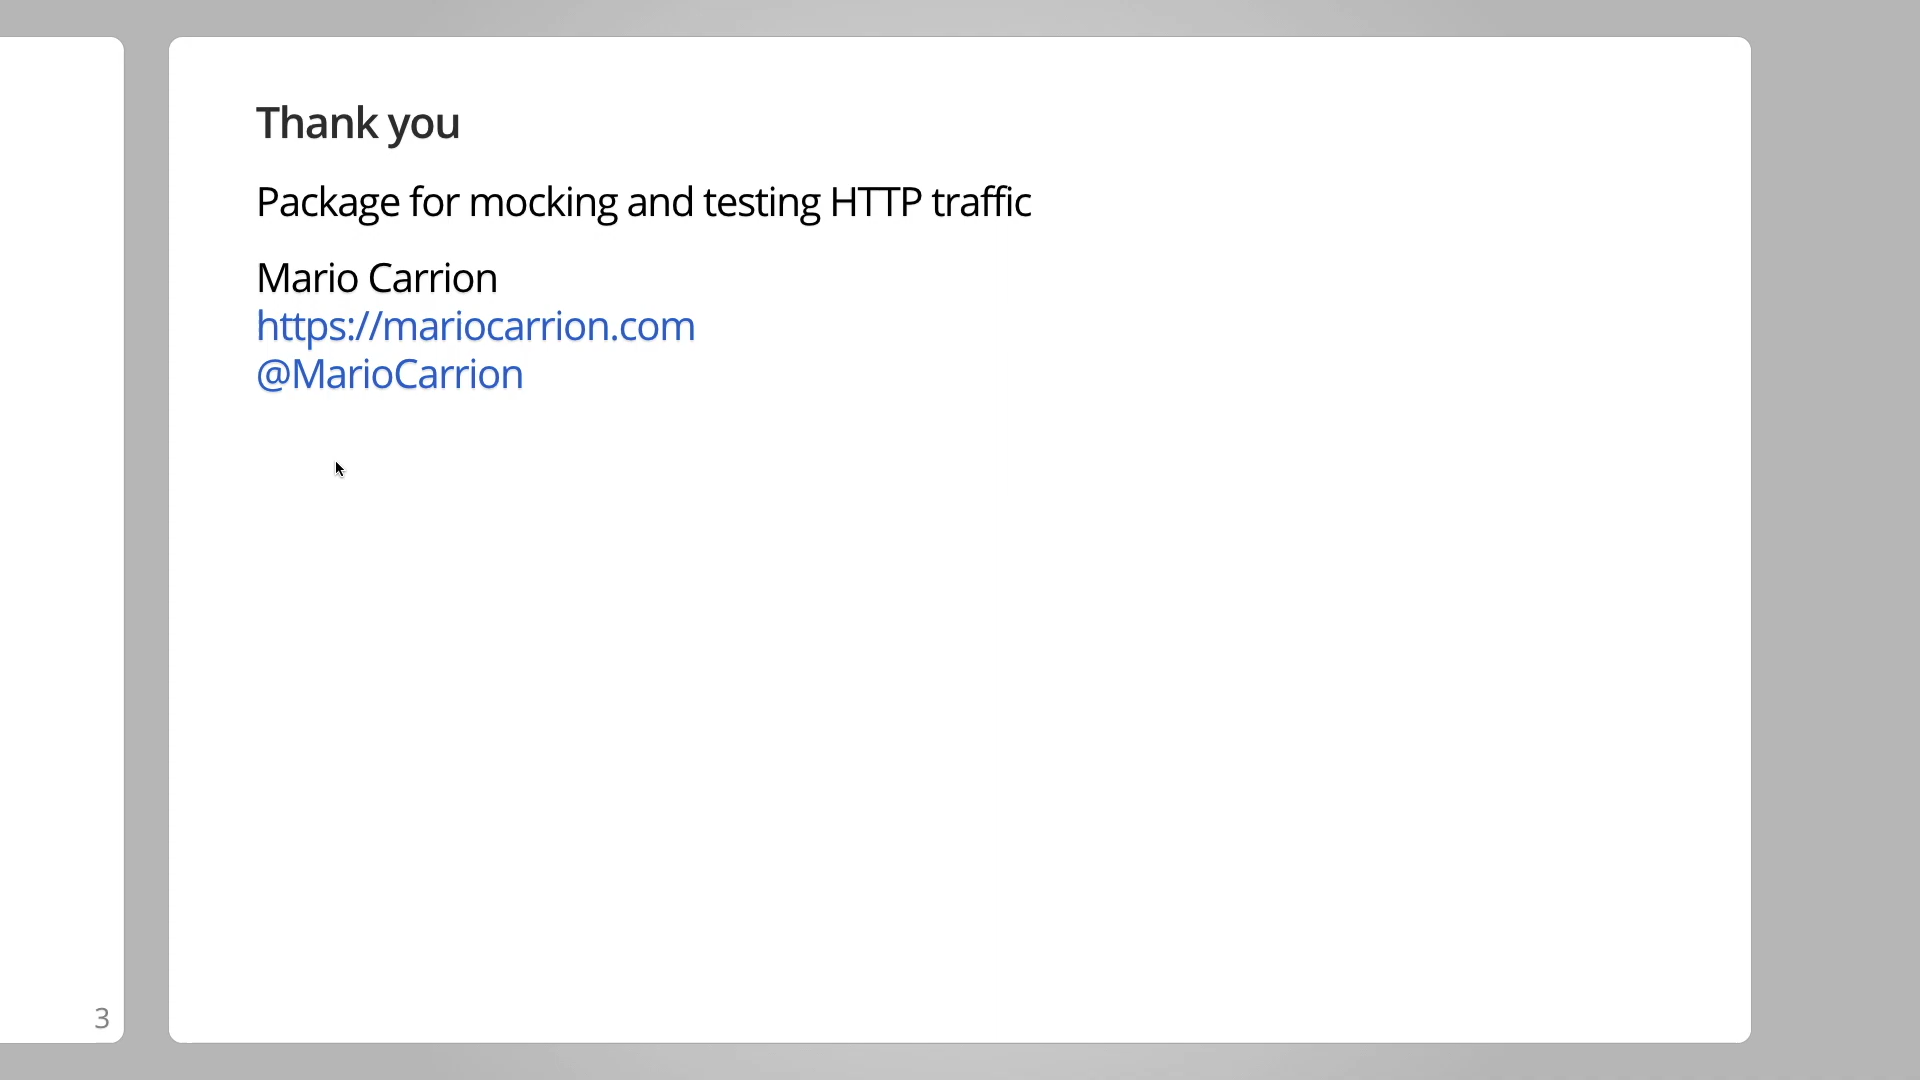 Thank you
Package for mocking and testing HTTP traffic
Mario Carrion
https://mariocarrion.com
@MarioCarrion
3